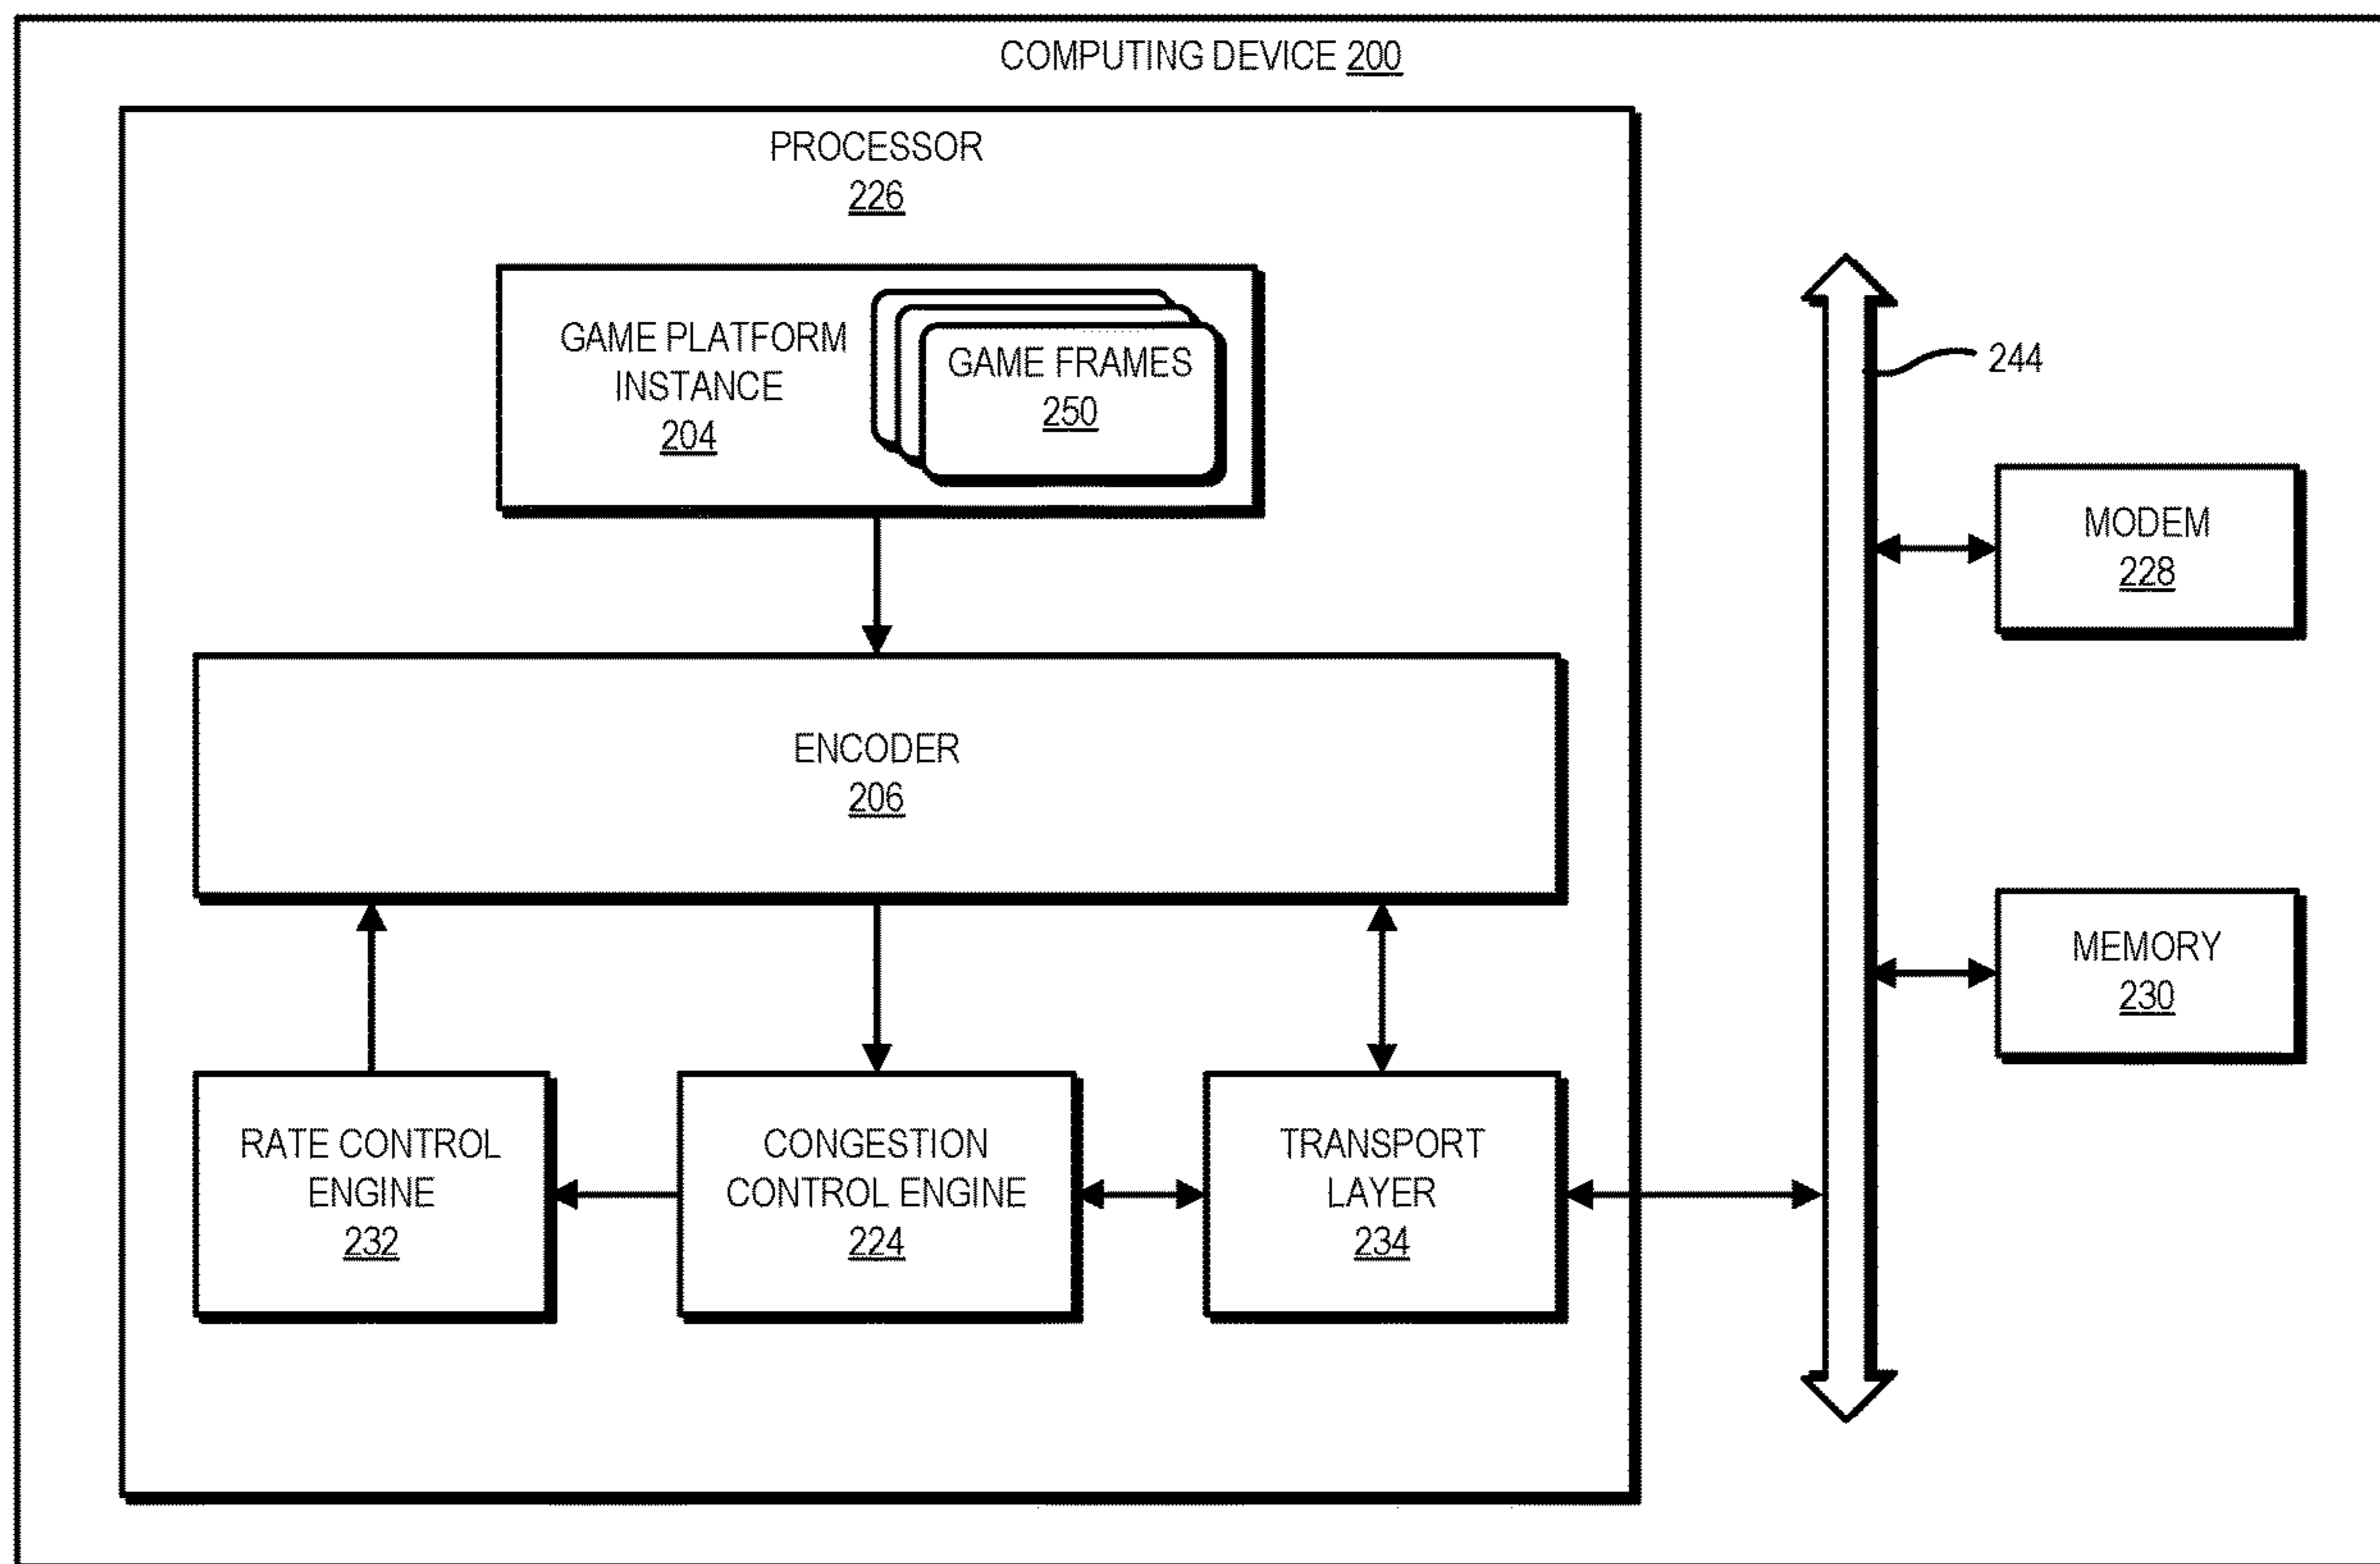 COMPUTING DEVICE 200
PROCESSOR
226
GAME PLATFORM
INSTANCE
204
GAME FRAMES
250
244
MODEM
228
ENCODER
206
MEMORY
230
RATE CONTROL
ENGINE
232
CONGESTION
CONTROL ENGINE
224
TRANSPORT
LAYER
234